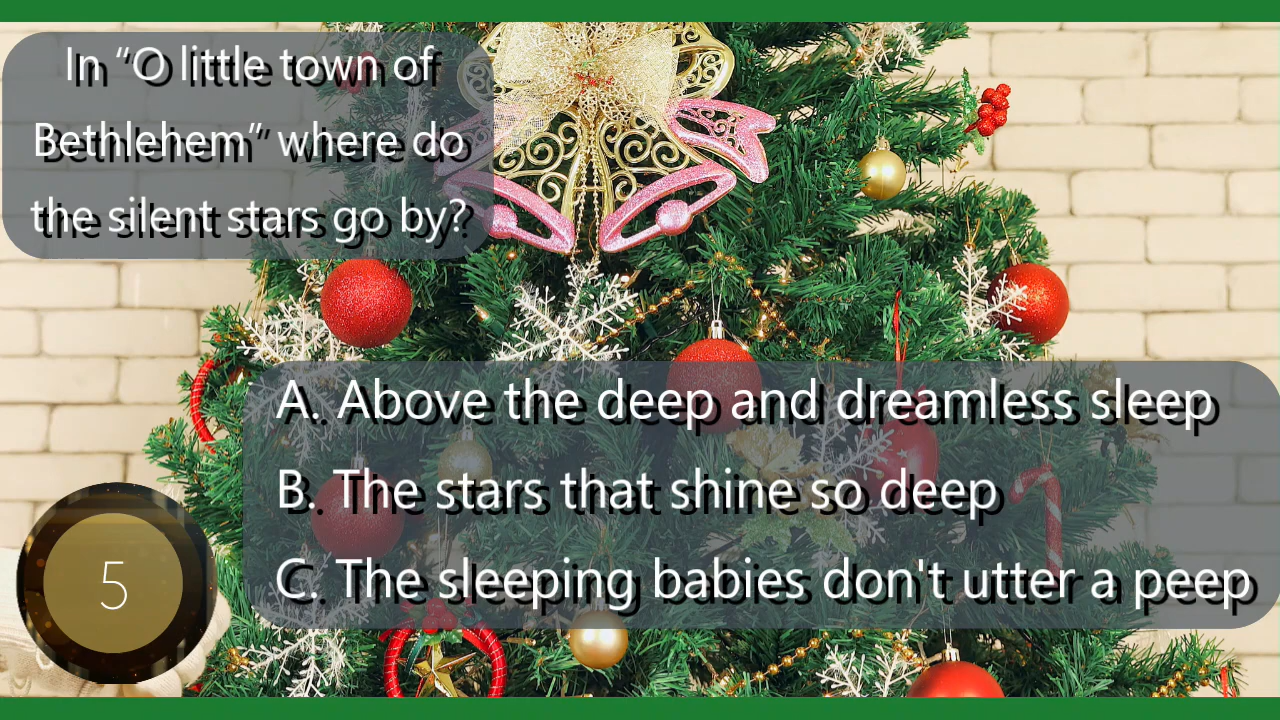 In “O little town of
Bethlehem” where do
the silent stars go by?
A. Above the deep and dreamless sleep
B. The stars that shine so deep
C. The sleeping babies don't utter a peep
5